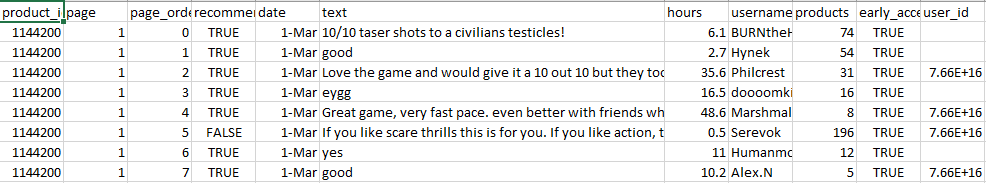 product_i page page_orde recommer date text hours username products early_acce user_id
1144200 1 0 TRUE 1-Mar 10/10 taser shots to a civilians testicles! 6.1 BURNtheH 74 TRUE
1144200 1 1 TRUE 1-Mar good 2.7 Hynek 54 TRUE
1144200 1 2 TRUE 1-Mar Love the game and would give it a 10 out 10 but they too 35.6 Philcrest 31 TRUE 7.66E+16
1144200 1 3 TRUE 1-Mar eygg 16.5 doooomki 16 TRUE
1144200 1 4 TRUE 1-Mar Great game, very fast pace. even better with friends wh 48.6 Marshmal 8 TRUE 7.66E+16
1144200 1 5 FALSE 1-Mar If you like scare thrills this is for you. If you like action, t 0.5 Serevok 196 TRUE 7.66E+16
1144200 1 6 TRUE 1-Mar yes 11 Humanmo 12 TRUE
1144200 1 7 TRUE 1-Mar good 10.2 Alex.N 5 TRUE 7.66E+16